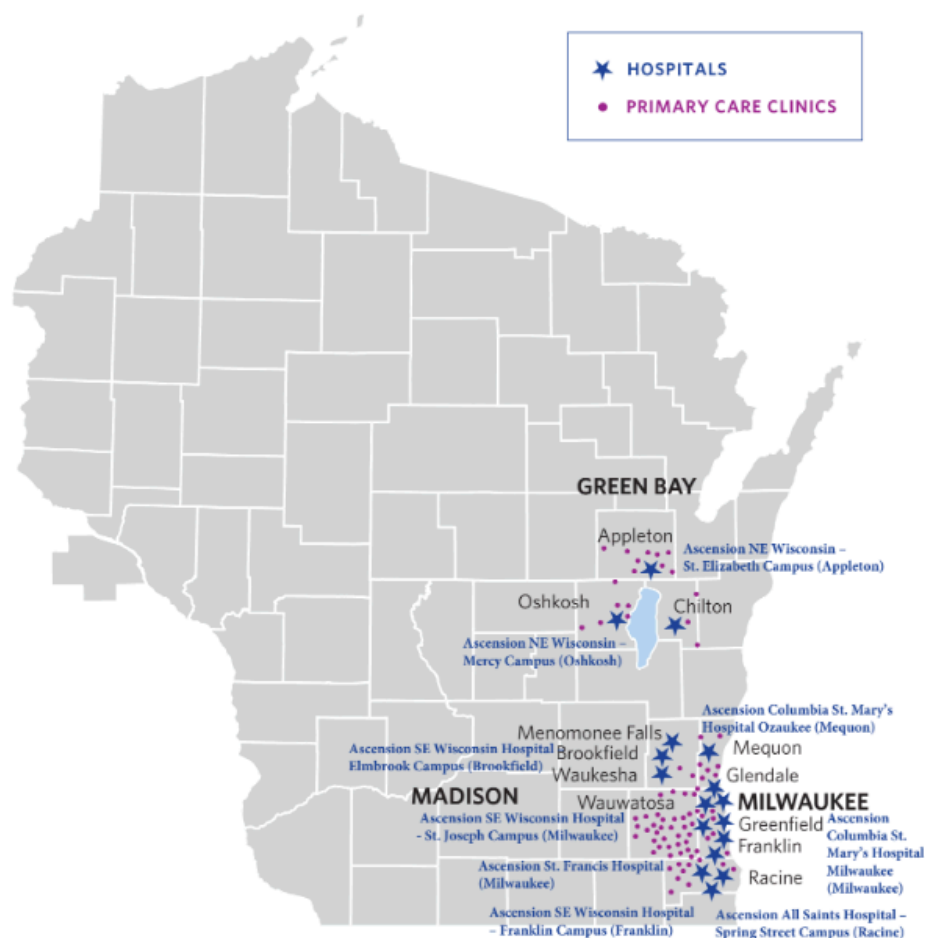 HOSPITALS
PRIMARY CARE CLINICS
GREEN BAY
Appleton
Ascension NE Wisconsin –
St. Elizabeth Campus (Appleton)
Oshkosh
Chilton
Ascension NE Wisconsin –
Mercy Campus (Oshkosh)
Ascension Columbia St. Mary's
Hospital Ozaukee (Mequon)
Menomonee Falls
Mequon
Ascension SE Wisconsin Hospital
Elmbrook Campus (Brookfield)
Brookfield
Waukesha
Glendale
MADISON
Wauwatosa
MILWAUKEE
Ascension SE Wisconsin Hospital
- St. Joseph Campus (Milwaukee)
Greenfield
Franklin
Ascension
Columbia St.
Mary's Hospital
Milwaukee
(Milwaukee)
Ascension St. Francis Hospital
(Milwaukee)
Racine
Ascension SE Wisconsin Hospital
– Franklin Campus (Franklin)
Ascension All Saints Hospital –
Spring Street Campus (Racine)